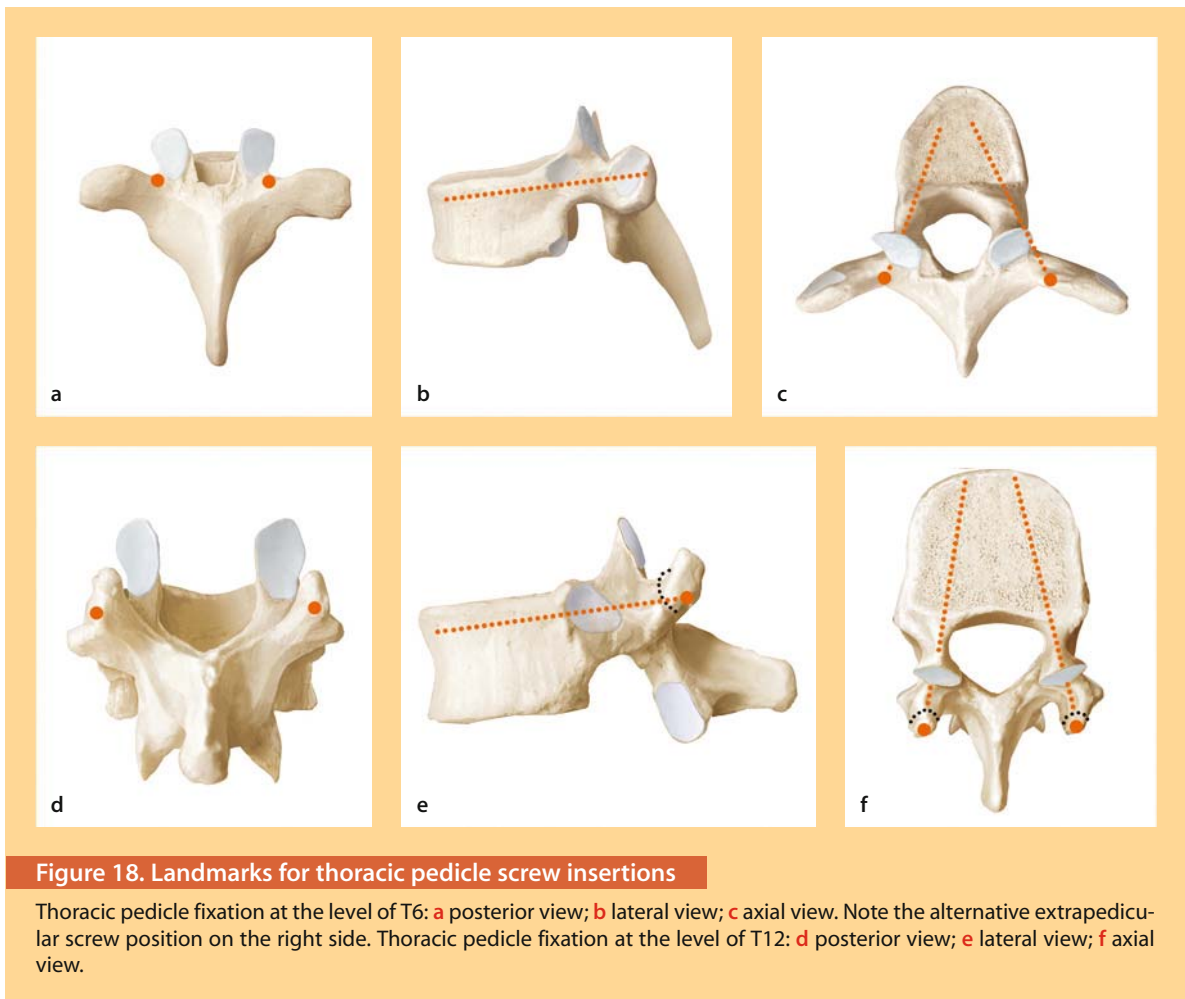 a
b
c
d
e
f
Figure 18. Landmarks for thoracic pedicle screw insertions
Thoracic pedicle fixation at the level of T6: a posterior view; b lateral view; c axial view. Note the alternative extrapedicu-
lar screw position on the right side. Thoracic pedicle fixation at the level of T12: d posterior view; e lateral view; f axial
view.